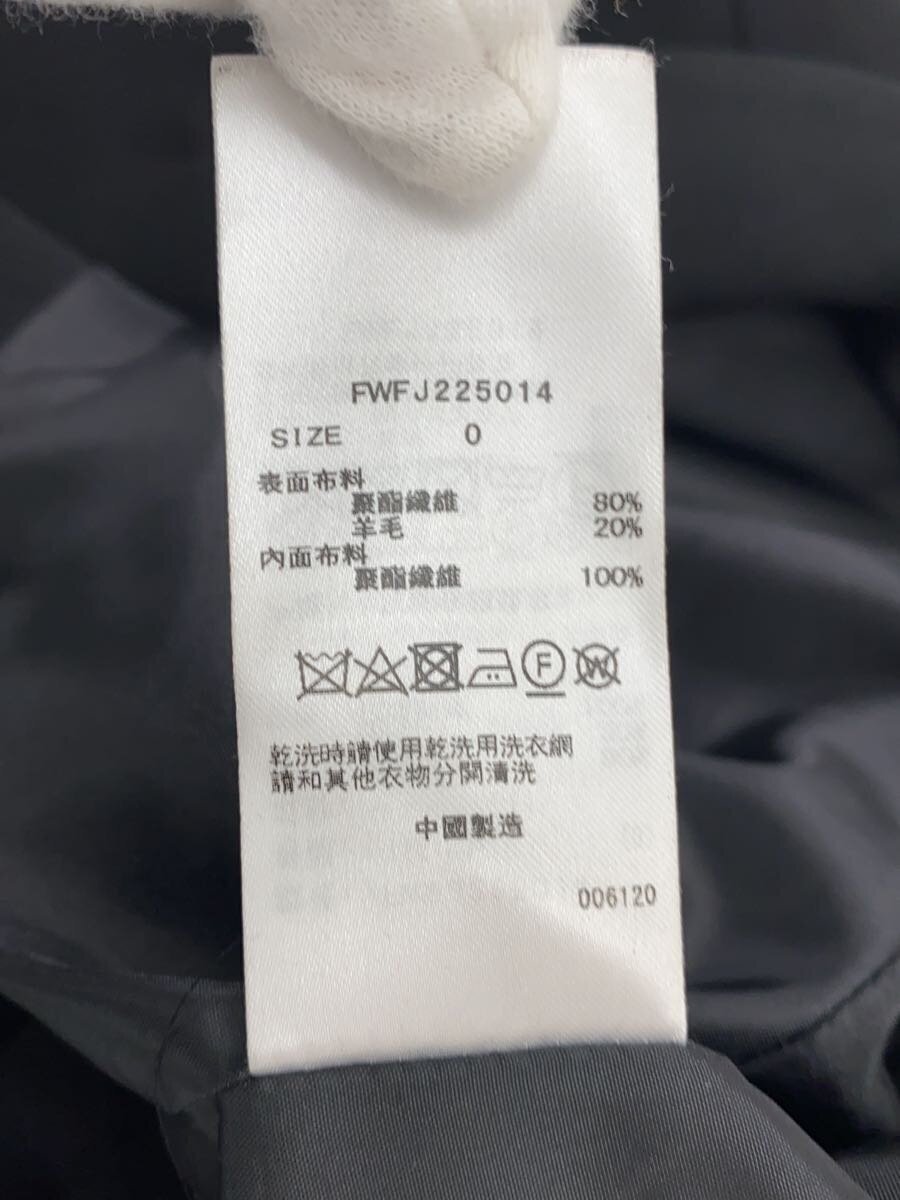 FWFJ225014
SIZE 0
表面布料
聚酯纖維 80%
羊毛 20%
內面布料
聚酯纖維 100%
F W
乾洗時請使用乾洗用洗衣網
請和其他衣物分開清洗
中國製造
006120